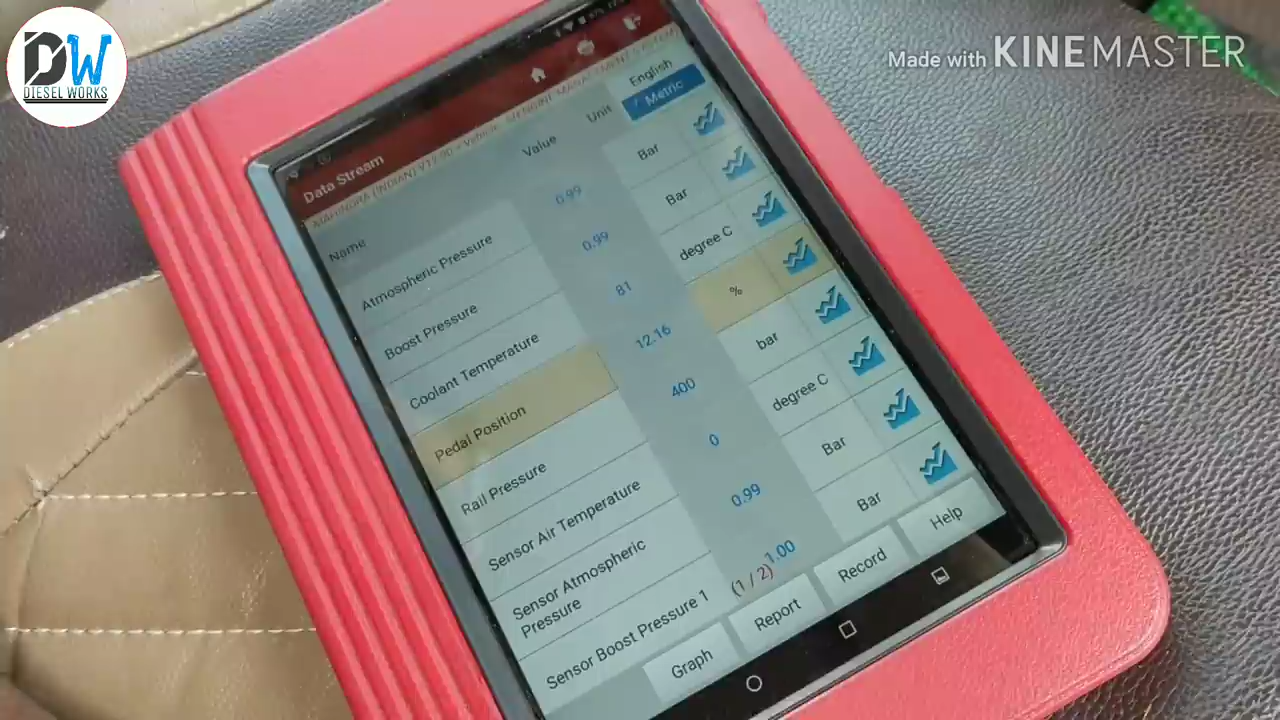 DW
DIESEL WORKS
Made with KINEMASTER
Data Stream
MAHINDRA (INDIAN)
Name Value Unit English Metric
Atmospheric Pressure 0.99 Bar
Boost Pressure 0.99 Bar
Coolant Temperature 81 degree C
Pedal Position 12.16 %
Rail Pressure 400 bar
Sensor Air Temperature 0 degree C
Sensor Atmospheric
Pressure 0.99 Bar
Sensor Boost Pressure 1 1.00 Bar
(1 / 2)
Graph Report Record Help